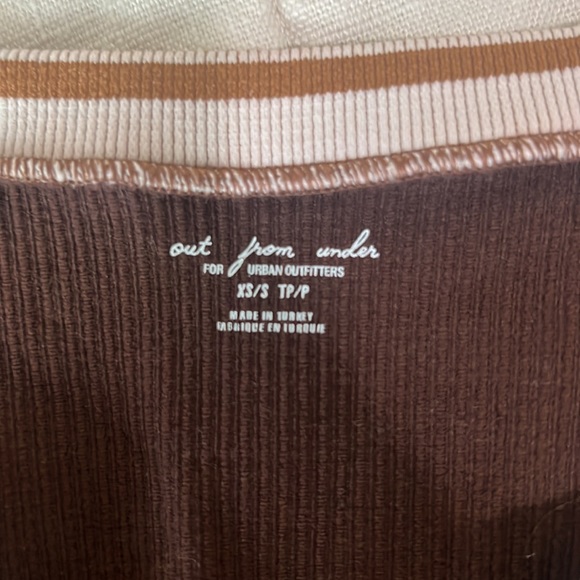 out from under
FOR URBAN OUTFITTERS
XS/S TP/P
MADE IN TURKEY
FABRIQUE EN TURQUIE